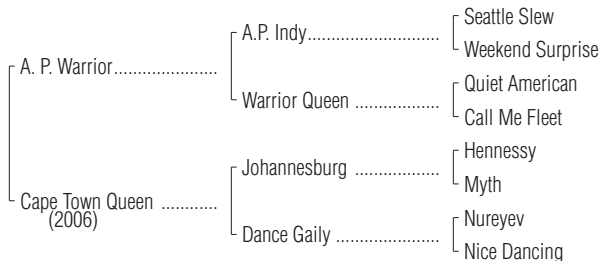 Seattle Slew
A.P. Indy
Weekend Surprise
A. P. Warrior
Quiet American
Warrior Queen
Call Me Fleet
Hennessy
Johannesburg
Myth
Cape Town Queen
(2006)
Nureyev
Dance Gaily
Nice Dancing